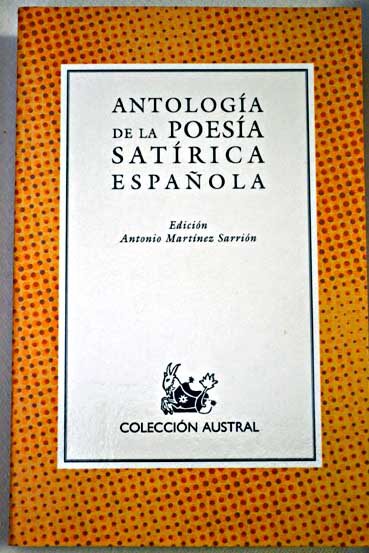 ANTOLOGÍA
DE LA POESÍA
SATÍRICA
ESPAÑOLA
Edición
Antonio Martínez Sarrión
COLECCIÓN AUSTRAL